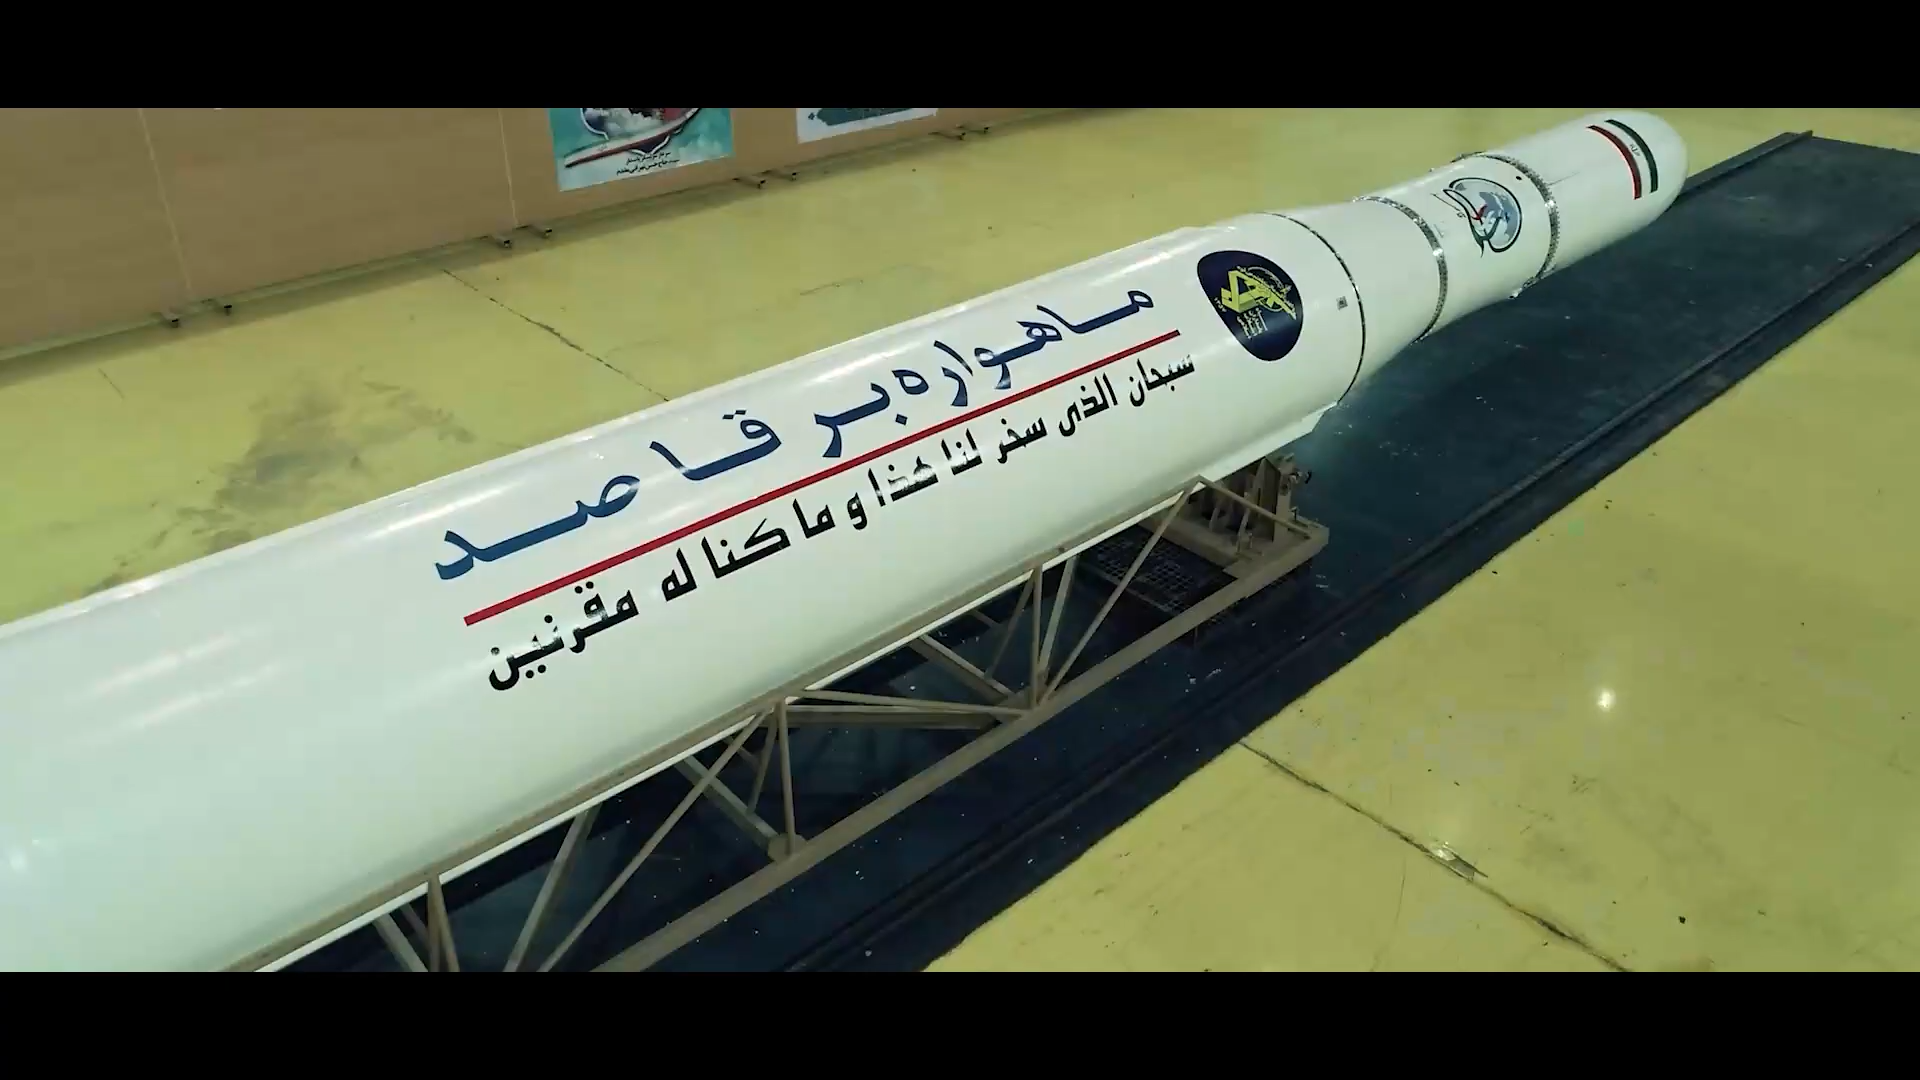 ماهواره بر قاصد
سبحان الذی سخر لنا هذا و ما کنا له مقرنین